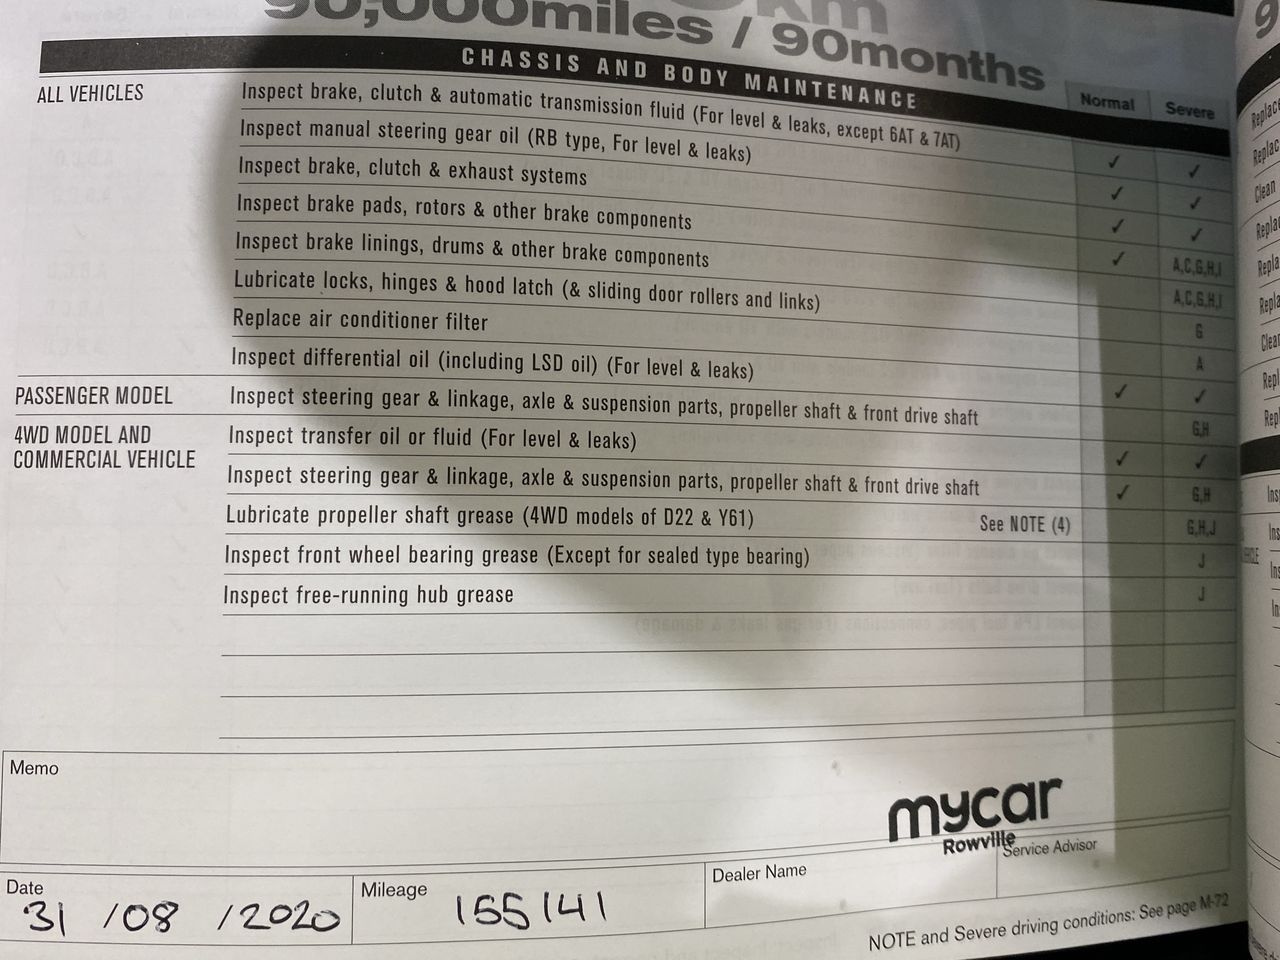 90,000miles / 90months
CHASSIS AND BODY MAINTENANCE
Normal Severe
ALL VEHICLES
Inspect brake, clutch & automatic transmission fluid (For level & leaks, except 6AT & 7AT) ✓ ✓
Inspect manual steering gear oil (RB type, For level & leaks) ✓ ✓
Inspect brake, clutch & exhaust systems ✓ ✓
Inspect brake pads, rotors & other brake components ✓ A,C,G,H,I
Inspect brake linings, drums & other brake components A,C,G,H,I
Lubricate locks, hinges & hood latch (& sliding door rollers and links) G
Replace air conditioner filter A
Inspect differential oil (including LSD oil) (For level & leaks) ✓ ✓
PASSENGER MODEL Inspect steering gear & linkage, axle & suspension parts, propeller shaft & front drive shaft G,H
4WD MODEL AND
COMMERCIAL VEHICLE
Inspect transfer oil or fluid (For level & leaks) ✓ ✓
Inspect steering gear & linkage, axle & suspension parts, propeller shaft & front drive shaft ✓ G,H
Lubricate propeller shaft grease (4WD models of D22 & Y61) See NOTE (4) G,H,J
Inspect front wheel bearing grease (Except for sealed type bearing) J
Inspect free-running hub grease J
Memo
mycar
Rowville
Service Advisor
Date 31 /08 /2020
Mileage 155141
Dealer Name
NOTE and Severe driving conditions: See page M-72